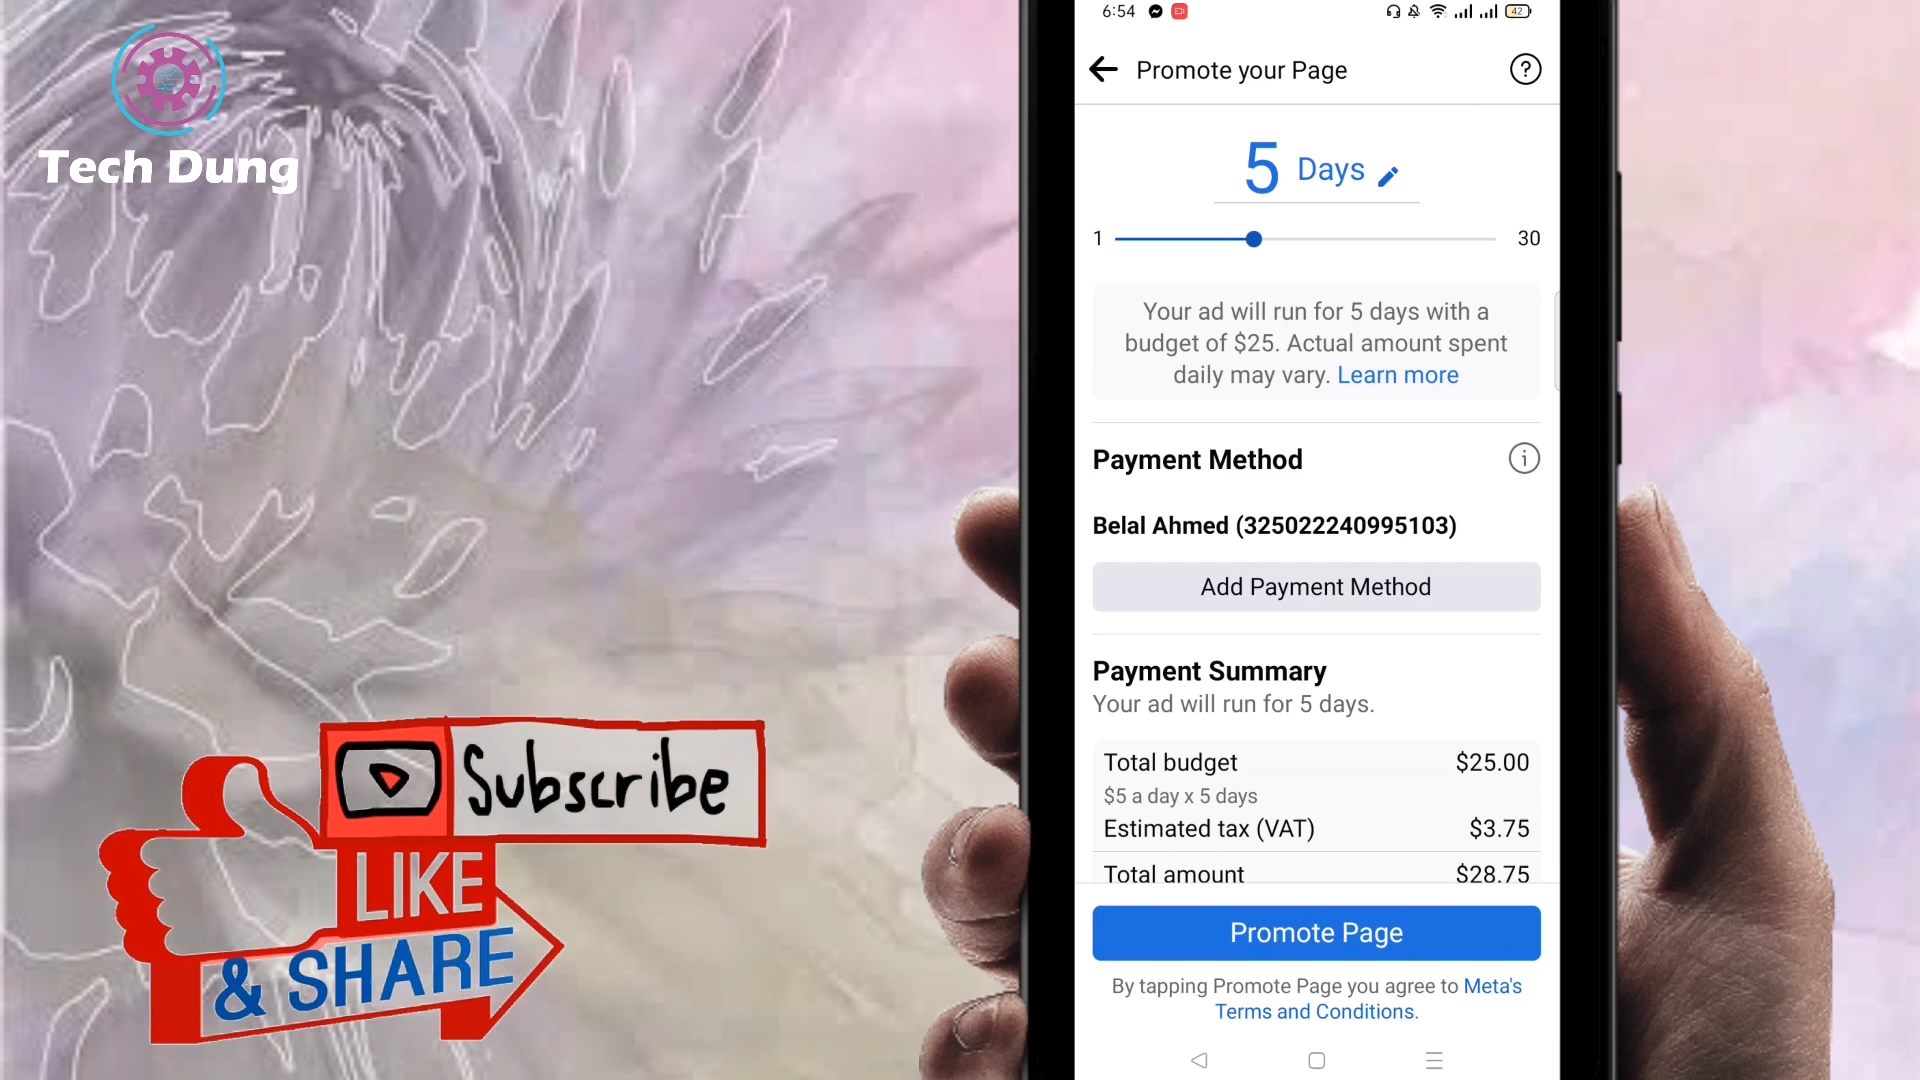 Tech Dung
6:54
42
Promote your Page
5 Days
1
30
Your ad will run for 5 days with a
budget of $25. Actual amount spent
daily may vary. Learn more
Payment Method
Belal Ahmed (325022240995103)
Add Payment Method
Payment Summary
Your ad will run for 5 days.
Total budget $25.00
$5 a day x 5 days
Estimated tax (VAT) $3.75
Total amount $28.75
Promote Page
By tapping Promote Page you agree to Meta's
Terms and Conditions.
Subscribe
LIKE
& SHARE